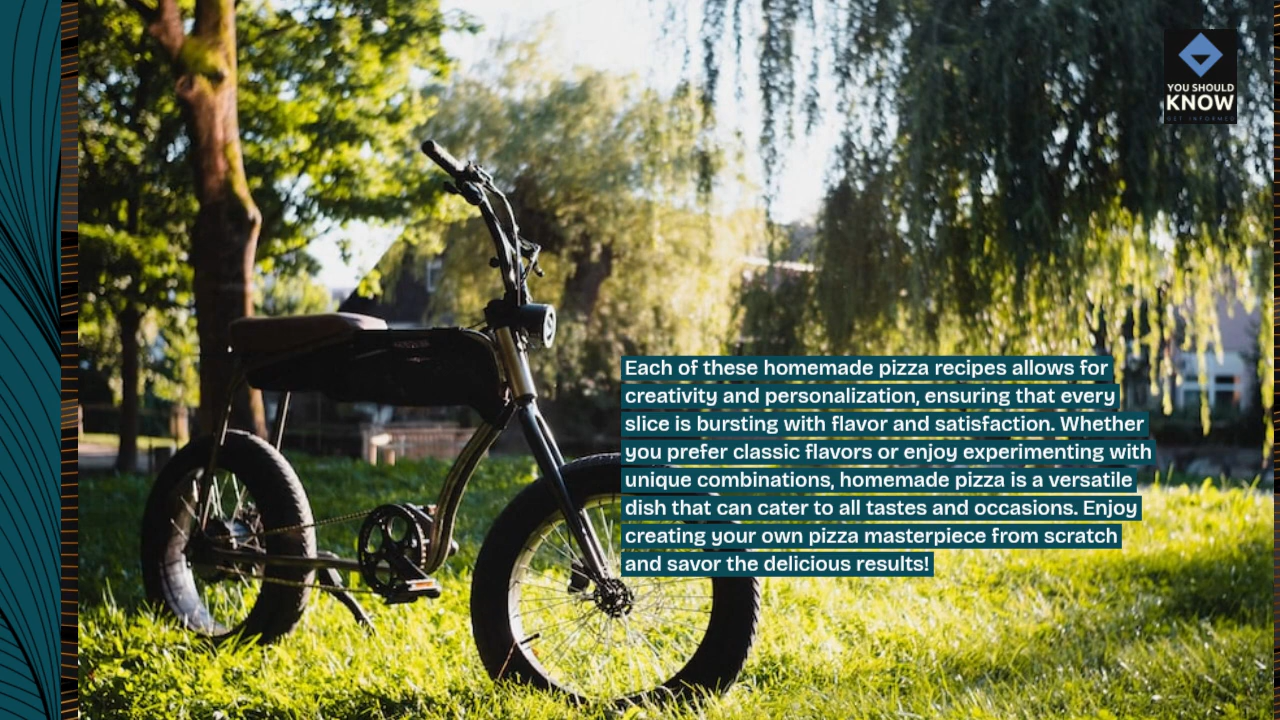 YOU SHOULD
KNOW
GET INFORMED
Each of these homemade pizza recipes allows for
creativity and personalization, ensuring that every
slice is bursting with flavor and satisfaction. Whether
you prefer classic flavors or enjoy experimenting with
unique combinations, homemade pizza is a versatile
dish that can cater to all tastes and occasions. Enjoy
creating your own pizza masterpiece from scratch
and savor the delicious results!